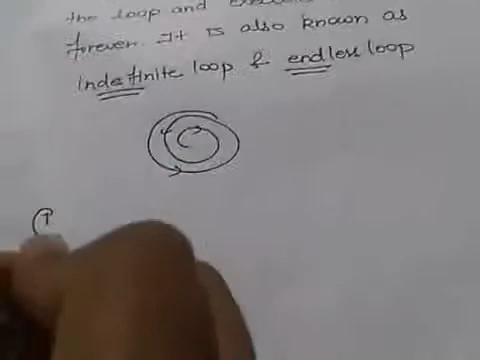 the loop and
forever. It is also known as
indefinite loop & endless loop